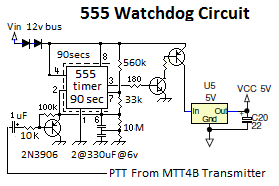 555 Watchdog Circuit
Vin 12v bus
90secs
8
560k
4
555
timer
90 sec
3
7
180
2
6
1
5
33k
100k
1uF
10K
10M
2N3906
2@330uF@6v
U5
5V
In
Out
Gnd
VCC 5V
C20
22
PTT From MTT4B Transmitter